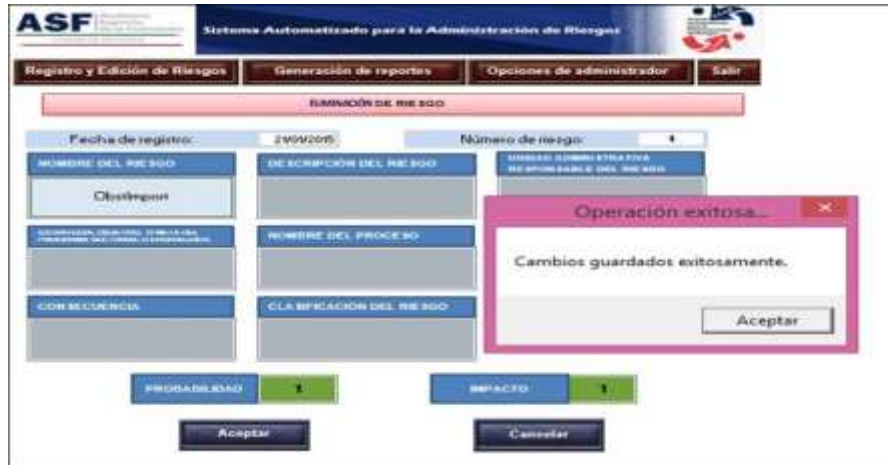 ASF
Sistema Automatizado para la Administración de Riesgos
Registro y Edición de Riesgos
Generación de reportes
Opciones de administrador
Salir
ELIMINACIÓN DE RIESGO
Fecha de registro:
Número de riesgo:
NOMBRE DEL RIESGO
DESCRIPCIÓN DEL RIESGO
UNIDAD ADMINISTRATIVA
RESPONSABLE DEL RIESGO
NOMBRE DEL PROCESO
Operación exitosa...
Cambios guardados exitosamente.
Aceptar
CONSECUENCIA
CLASIFICACIÓN DEL RIESGO
PROBABILIDAD
1
IMPACTO
1
Aceptar
Cancelar